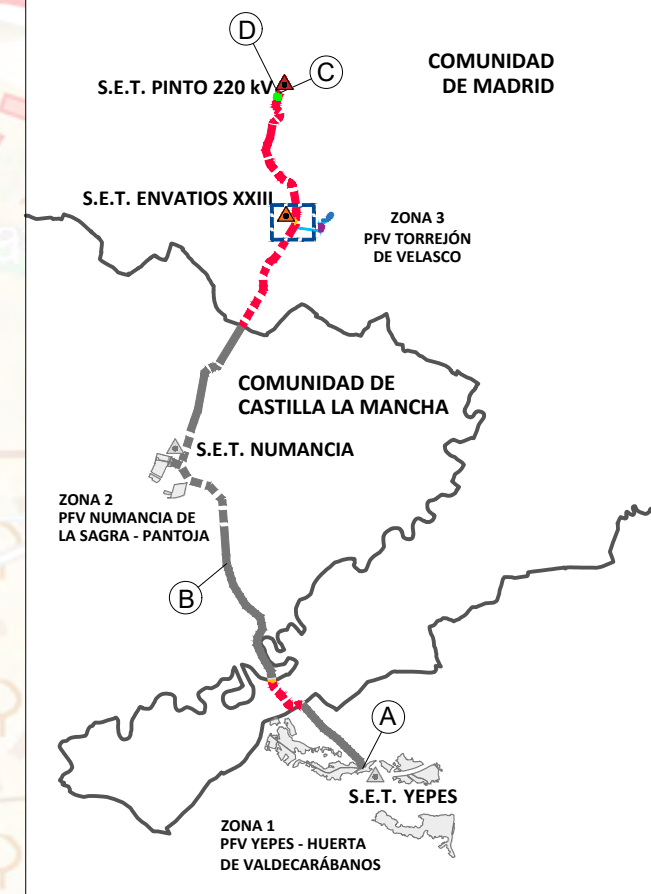 D
C
COMUNIDAD
DE MADRID
S.E.T. PINTO 220 kV
S.E.T. ENVATIOS XXIII
ZONA 3
PFV TORREJÓN
DE VELASCO
COMUNIDAD DE
CASTILLA LA MANCHA
S.E.T. NUMANCIA
ZONA 2
PFV NUMANCIA DE
LA SAGRA - PANTOJA
B
A
S.E.T. YEPES
ZONA 1
PFV YEPES - HUERTA
DE VALDECARÁBANOS